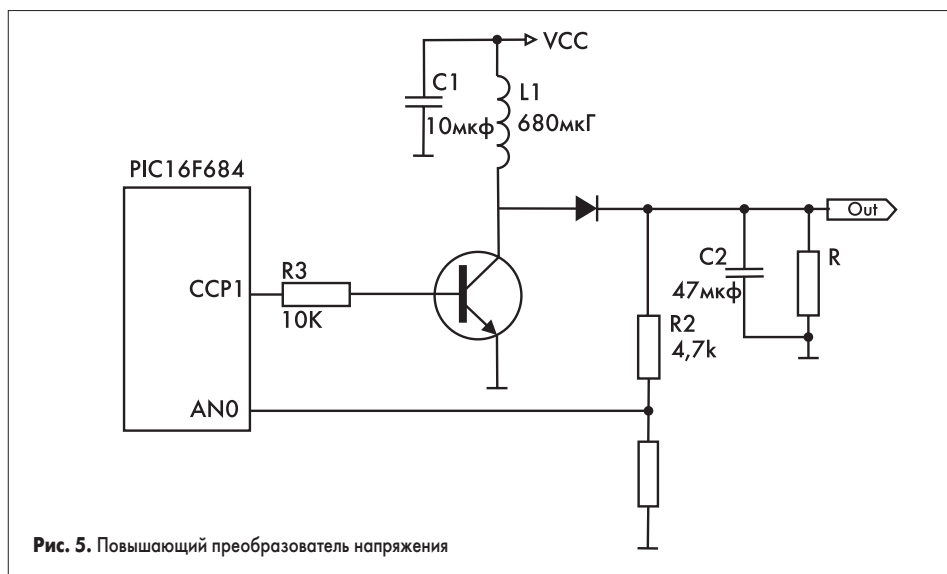 VCC
C1
10мкф
L1
680мкГ
PIC16F684
CCP1
R3
10K
AN0
R2
4,7k
C2
47мкф
R
Out
Рис. 5. Повышающий преобразователь напряжения